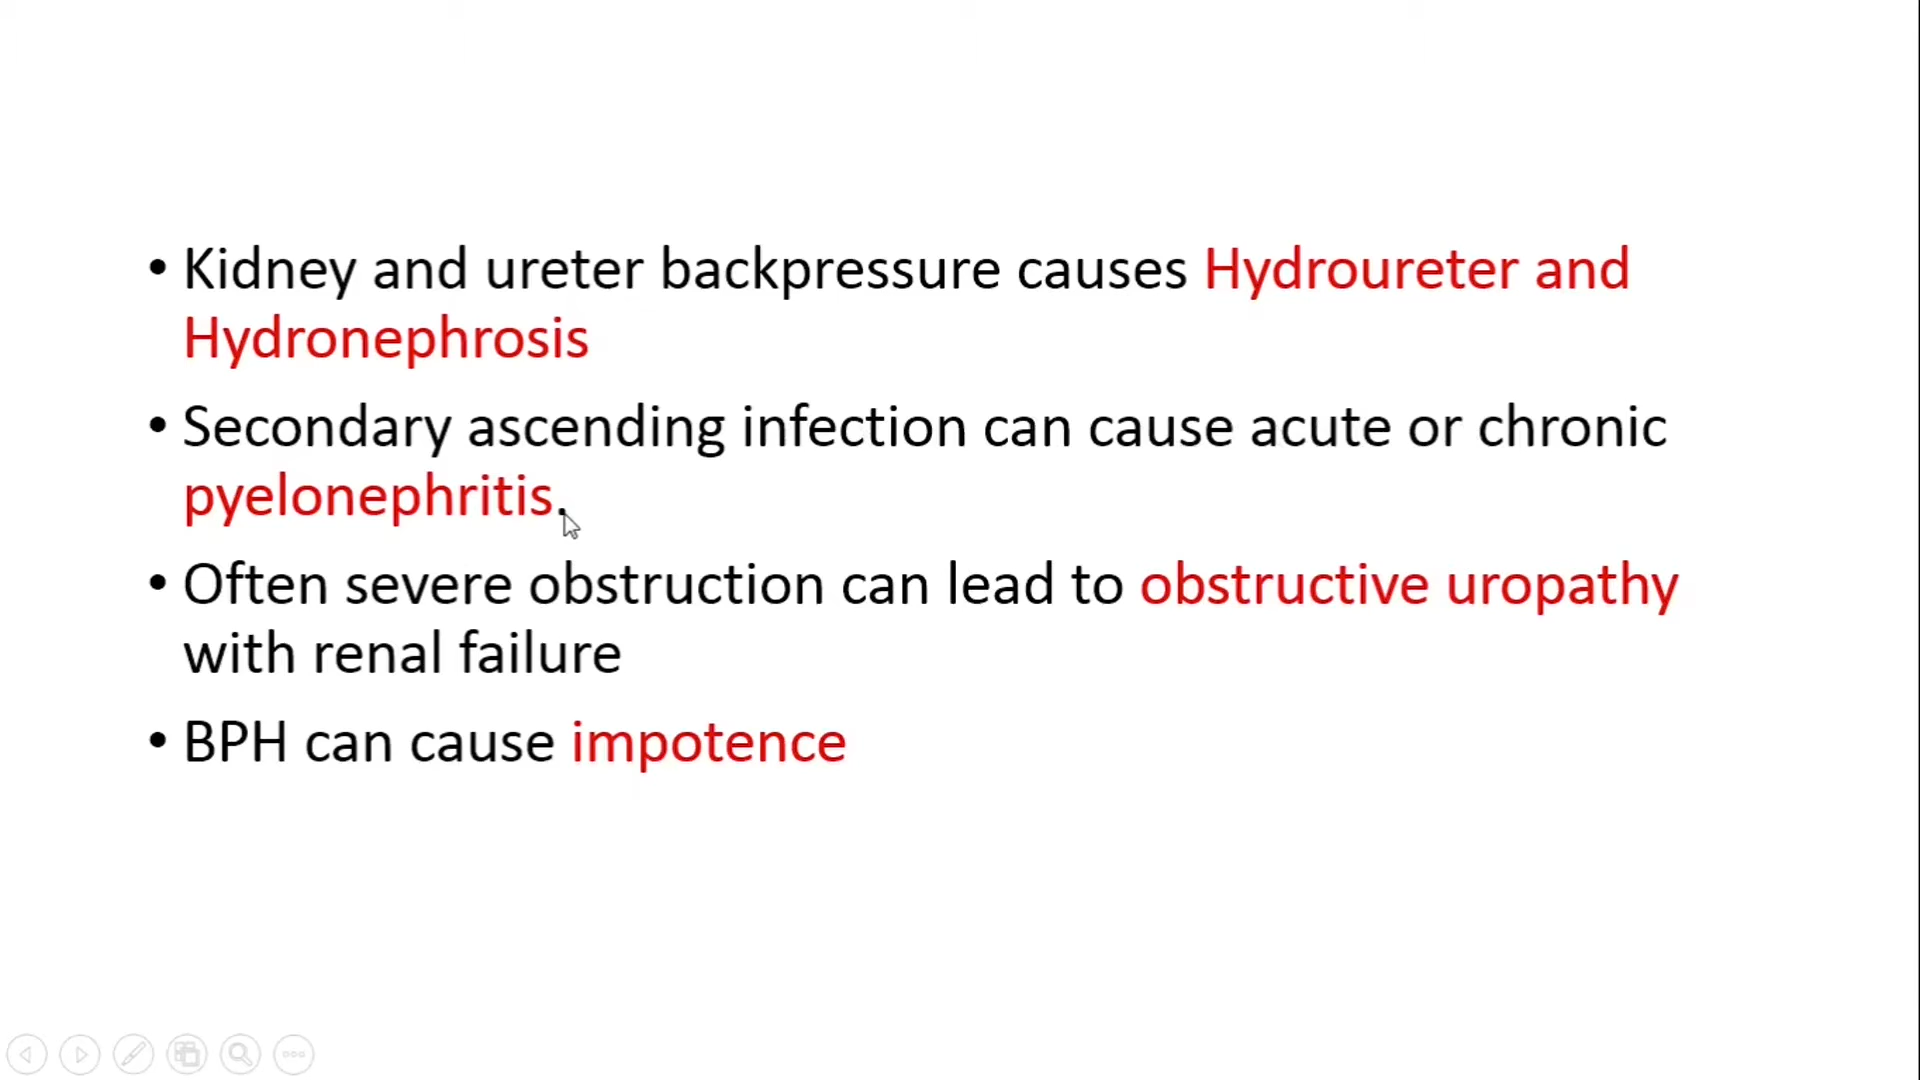 • Kidney and ureter backpressure causes Hydroureter and
Hydronephrosis
• Secondary ascending infection can cause acute or chronic
pyelonephritis.
• Often severe obstruction can lead to obstructive uropathy
with renal failure
• BPH can cause impotence